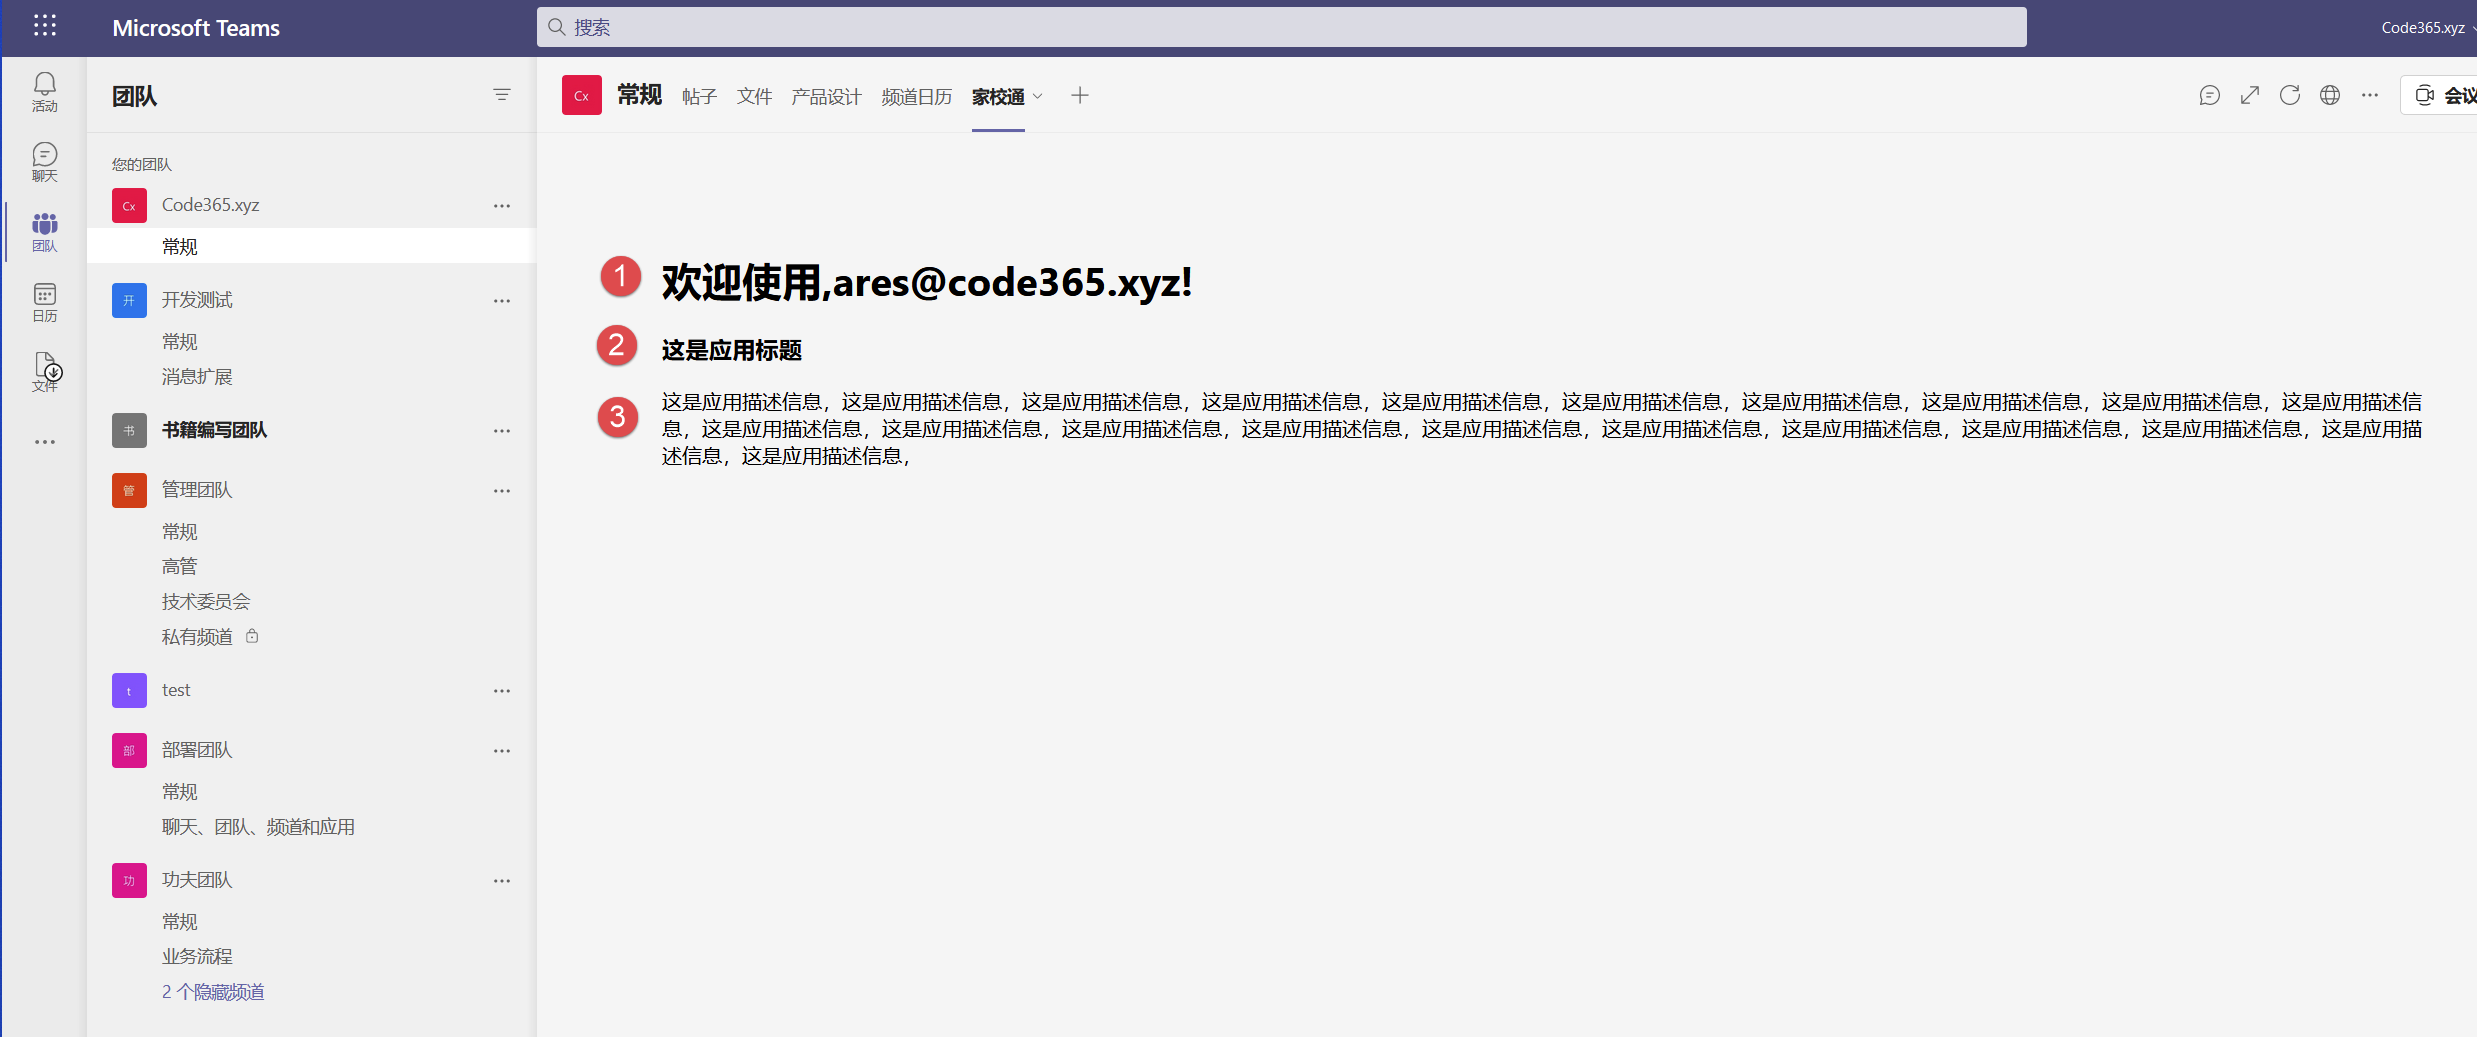 Microsoft Teams
搜索
Code365.xyz
活动
聊天
团队
日历
文件
团队
您的团队
Cx Code365.xyz
常规
开 开发测试
常规
消息扩展
书 书籍编写团队
管 管理团队
常规
高管
技术委员会
私有频道
t test
部 部署团队
常规
聊天、团队、频道和应用
功 功夫团队
常规
业务流程
2 个隐藏频道
Cx 常规 帖子 文件 产品设计 频道日历 家校通 会议
1 欢迎使用,ares@code365.xyz!
2 这是应用标题
3 这是应用描述信息，这是应用描述信息，这是应用描述信息，这是应用描述信息，这是应用描述信息，这是应用描述信息，这是应用描述信息，这是应用描述信息，这是应用描述信息，这是应用描述信
息，这是应用描述信息，这是应用描述信息，这是应用描述信息，这是应用描述信息，这是应用描述信息，这是应用描述信息，这是应用描述信息，这是应用描述信息，这是应用描述信息，这是应用描
述信息，这是应用描述信息，